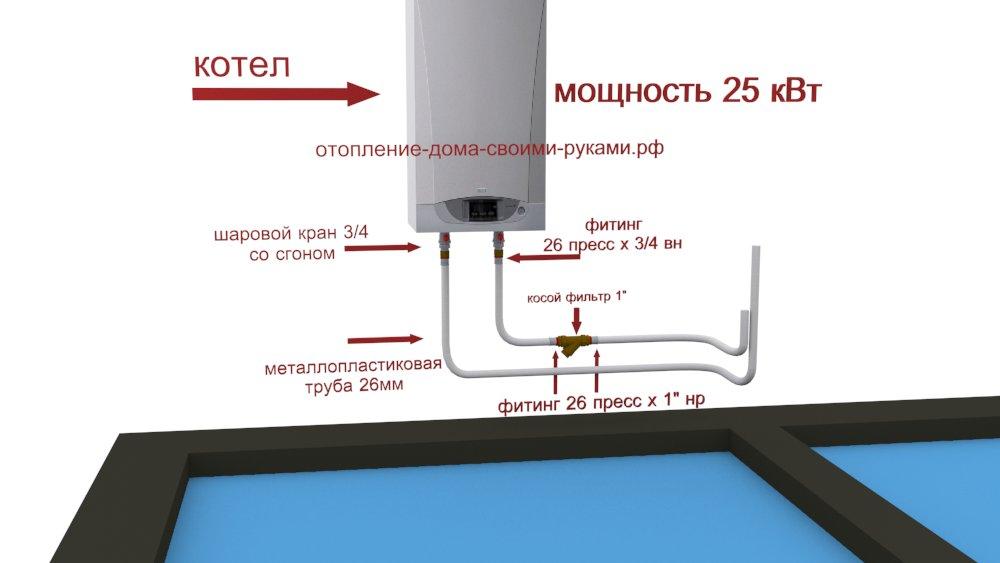 котел
мощность 25 кВт
отопление-дома-своими-руками.рф
шаровой кран 3/4
со сгоном
фитинг
26 пресс х 3/4 вн
косой фильтр 1"
металлопластиковая
труба 26мм
фитинг 26 пресс х 1" нр